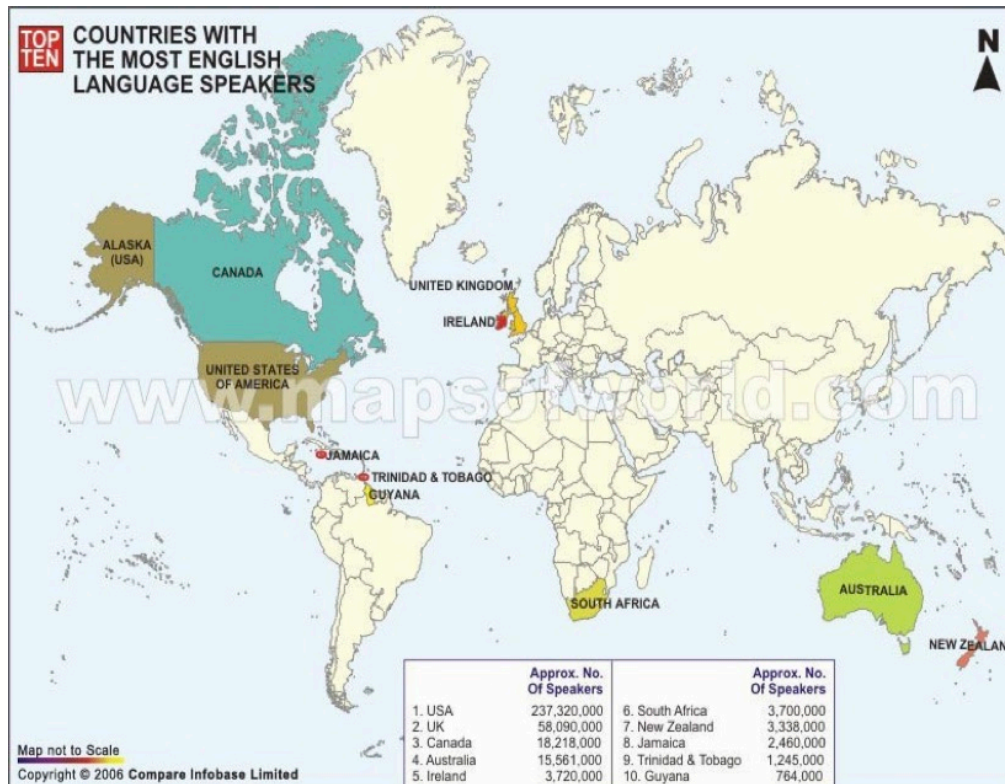 TOP
TEN
COUNTRIES WITH
THE MOST ENGLISH
LANGUAGE SPEAKERS
N
ALASKA
(USA)
CANADA
UNITED KINGDOM
IRELAND
UNITED STATES
OF AMERICA
www.mapsofworld.com
JAMAICA
TRINIDAD & TOBAGO
GUYANA
SOUTH AFRICA
AUSTRALIA
NEW ZEALAN
Approx. No.
Of Speakers
1. USA 237,320,000
2. UK 58,090,000
3. Canada 18,218,000
4. Australia 15,561,000
5. Ireland 3,720,000
Approx. No.
Of Speakers
6. South Africa 3,700,000
7. New Zealand 3,338,000
8. Jamaica 2,460,000
9. Trinidad & Tobago 1,245,000
10. Guyana 764,000
Map not to Scale
Copyright © 2006 Compare Infobase Limited